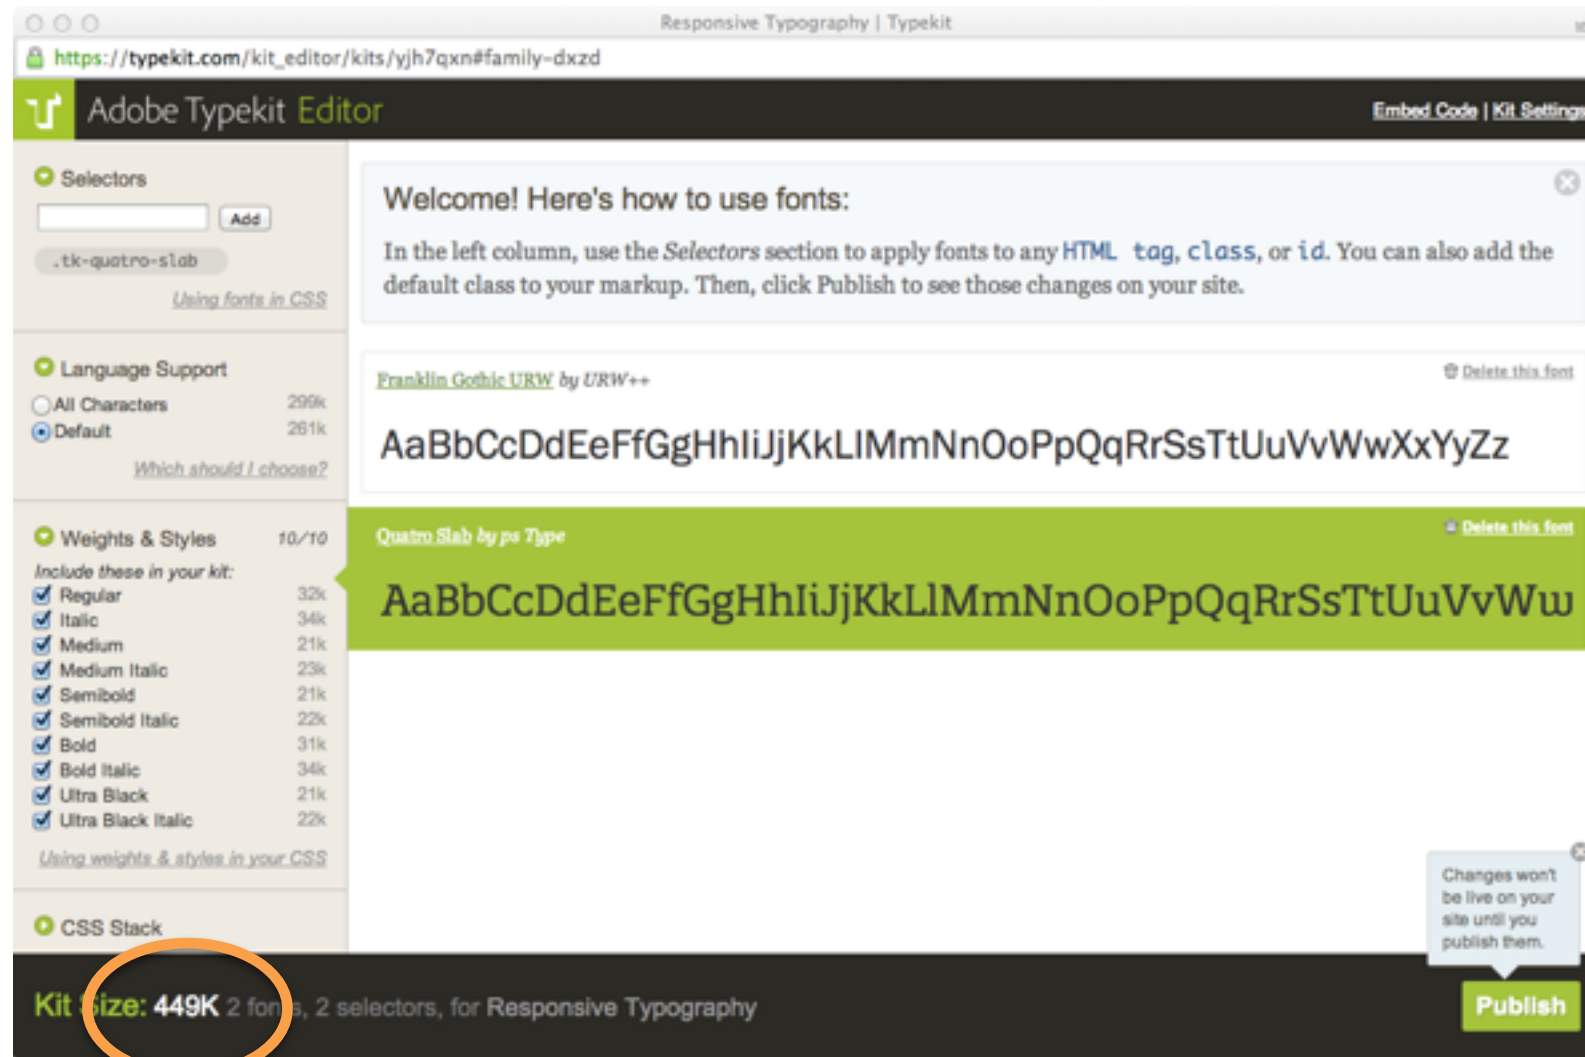 Responsive Typography | Typekit
https://typekit.com/kit_editor/kits/yjh7qxn#family-dxzd
Adobe Typekit Editor
Embed Code | Kit Settings
Selectors
Add
.tk-quatro-slab
Using fonts in CSS
Language Support
All Characters 299k
Default 261k
Which should I choose?
Weights & Styles 10/10
Include these in your kit:
Regular 32k
Italic 34k
Medium 21k
Medium Italic 23k
Semibold 21k
Semibold Italic 22k
Bold 31k
Bold Italic 34k
Ultra Black 21k
Ultra Black Italic 22k
Using weights & styles in your CSS
CSS Stack
Welcome! Here's how to use fonts:
In the left column, use the Selectors section to apply fonts to any HTML tag, class, or id. You can also add the
default class to your markup. Then, click Publish to see those changes on your site.
Franklin Gothic URW by URW++
Delete this font
AaBbCcDdEeFfGgHhIiJjKkLlMmNnOoPpQqRrSsTtUuVvWwXxYyZz
Quatro Slab by ps Type
Delete this font
AaBbCcDdEeFfGgHhIiJjKkLlMmNnOoPpQqRrSsTtUuVvWw
Changes won't
be live on your
site until you
publish them.
Kit Size: 449K 2 fonts, 2 selectors, for Responsive Typography
Publish